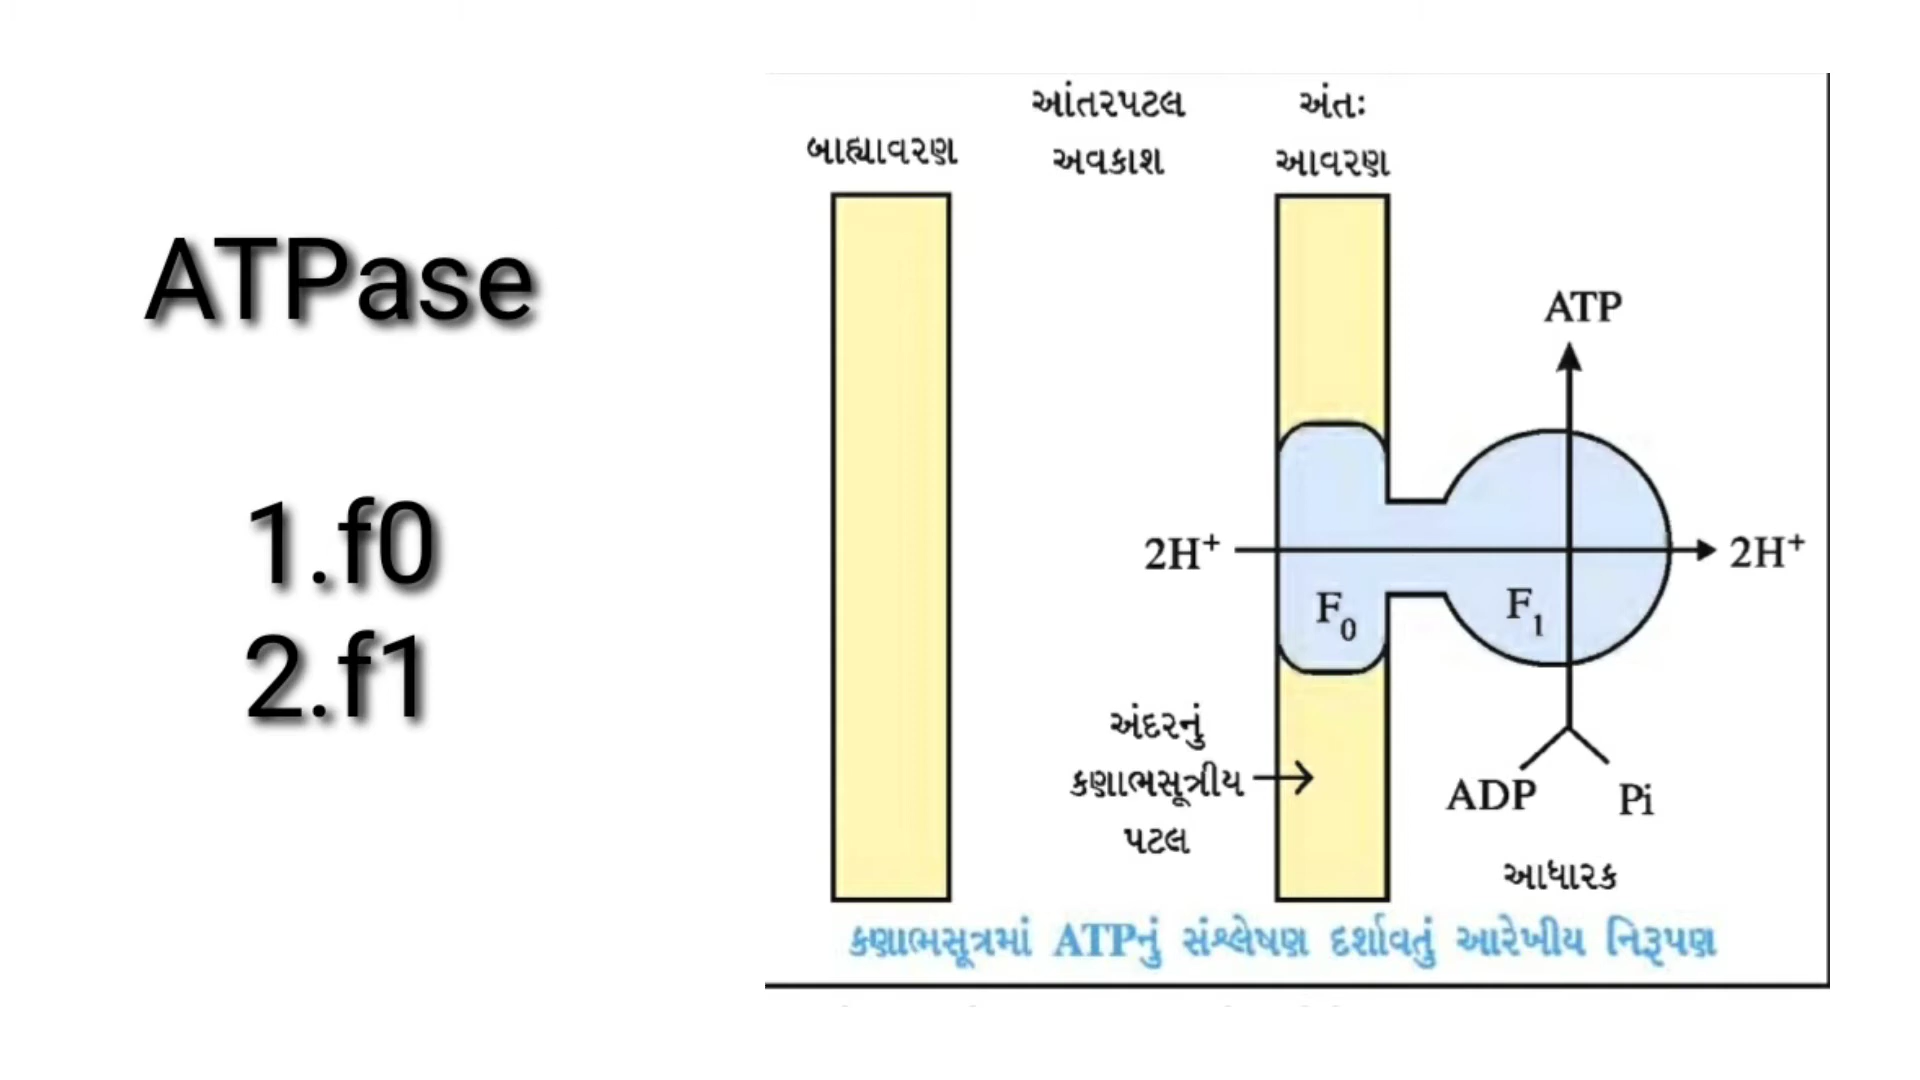 ATPase
1.f0
2.f1
બાહ્યાવરણ
આંતરપટલ
અવકાશ
અંતઃ
આવરણ
ATP
2H⁺
2H⁺
F₀
F₁
અંદરનું
કણાભસૂત્રીય
પટલ
ADP
Pi
આધારક
કણાભસૂત્રમાં ATPનું સંશ્લેષણ દર્શાવતું આરેખીય નિરૂપણ